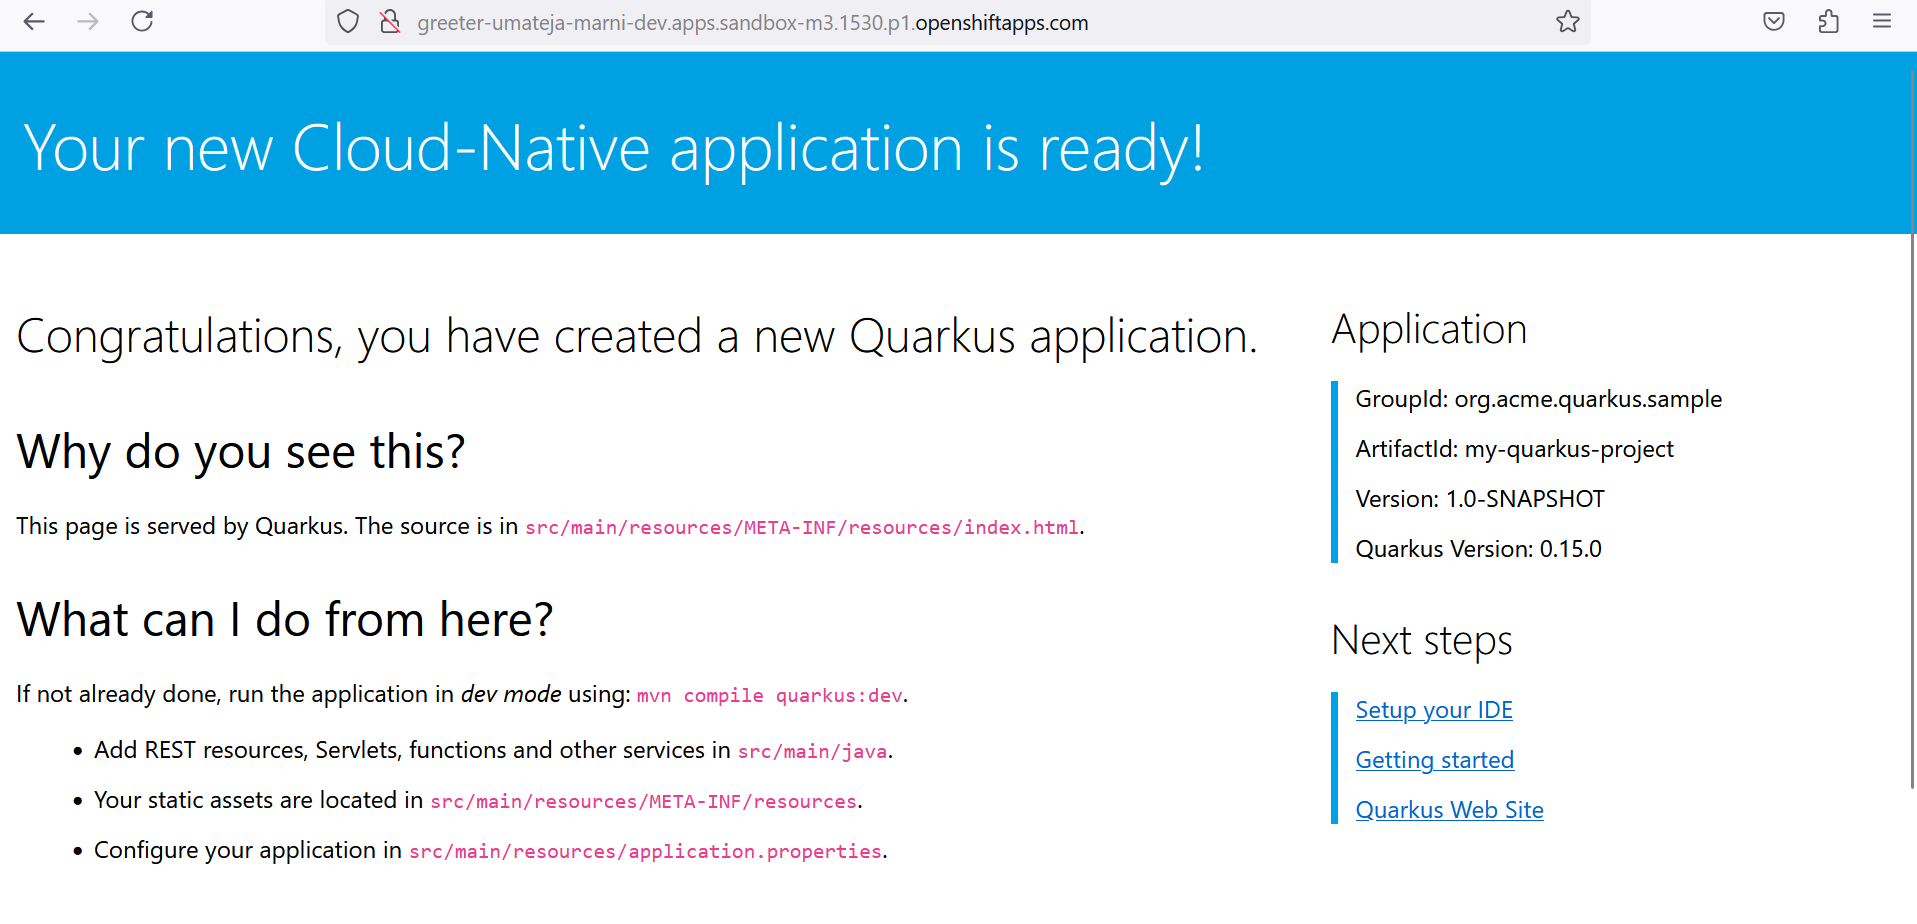 greeter-umateja-marni-dev.apps.sandbox-m3.1530.p1.openshiftapps.com
Your new Cloud-Native application is ready!
Congratulations, you have created a new Quarkus application.
Why do you see this?
This page is served by Quarkus. The source is in src/main/resources/META-INF/resources/index.html.
What can I do from here?
If not already done, run the application in dev mode using: mvn compile quarkus:dev.
• Add REST resources, Servlets, functions and other services in src/main/java.
• Your static assets are located in src/main/resources/META-INF/resources.
• Configure your application in src/main/resources/application.properties.
Application
GroupId: org.acme.quarkus.sample
ArtifactId: my-quarkus-project
Version: 1.0-SNAPSHOT
Quarkus Version: 0.15.0
Next steps
Setup your IDE
Getting started
Quarkus Web Site